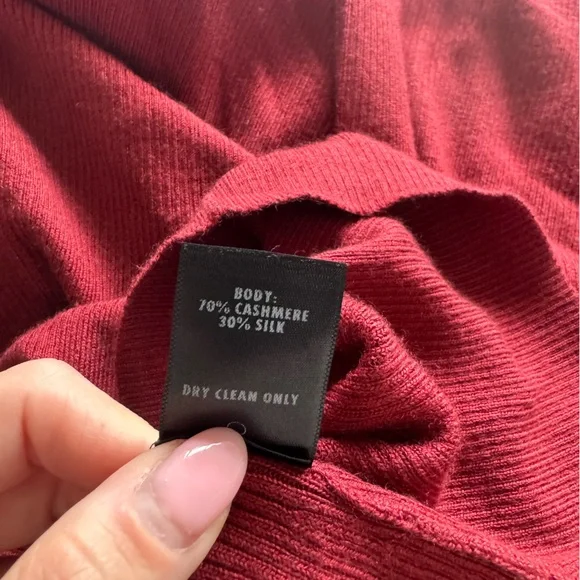 BODY:
70% CASHMERE
30% SILK
DRY CLEAN ONLY